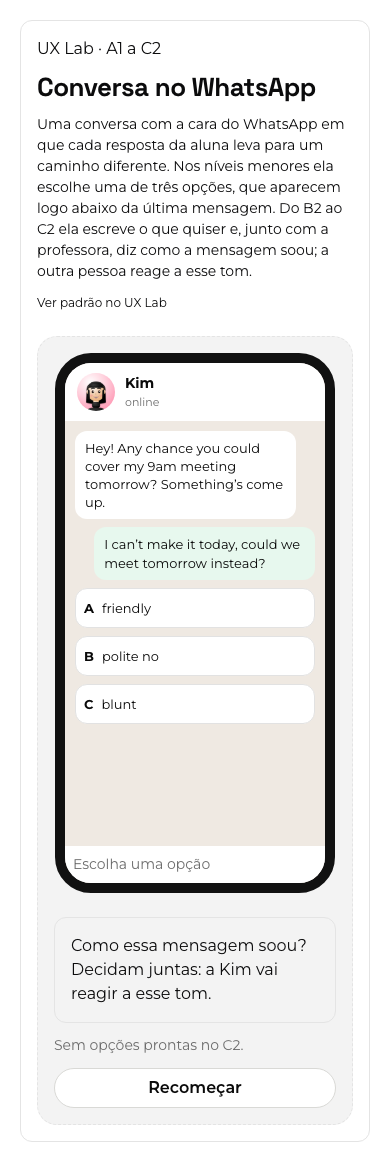 UX Lab · A1 a C2
Conversa no WhatsApp
Uma conversa com a cara do WhatsApp em
que cada resposta da aluna leva para um
caminho diferente. Nos níveis menores ela
escolhe uma de três opções, que aparecem
logo abaixo da última mensagem. Do B2 ao
C2 ela escreve o que quiser e, junto com a
professora, diz como a mensagem soou; a
outra pessoa reage a esse tom.
Ver padrão no UX Lab
Kim
online
Hey! Any chance you could
cover my 9am meeting
tomorrow? Something’s come
up.
I can’t make it today, could we
meet tomorrow instead?
A friendly
B polite no
C blunt
Escolha uma opção
Como essa mensagem soou?
Decidam juntas: a Kim vai
reagir a esse tom.
Sem opções prontas no C2.
Recomeçar